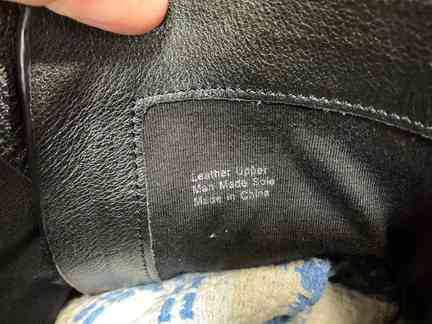 Leather Upper
Man Made Sole
Made in China